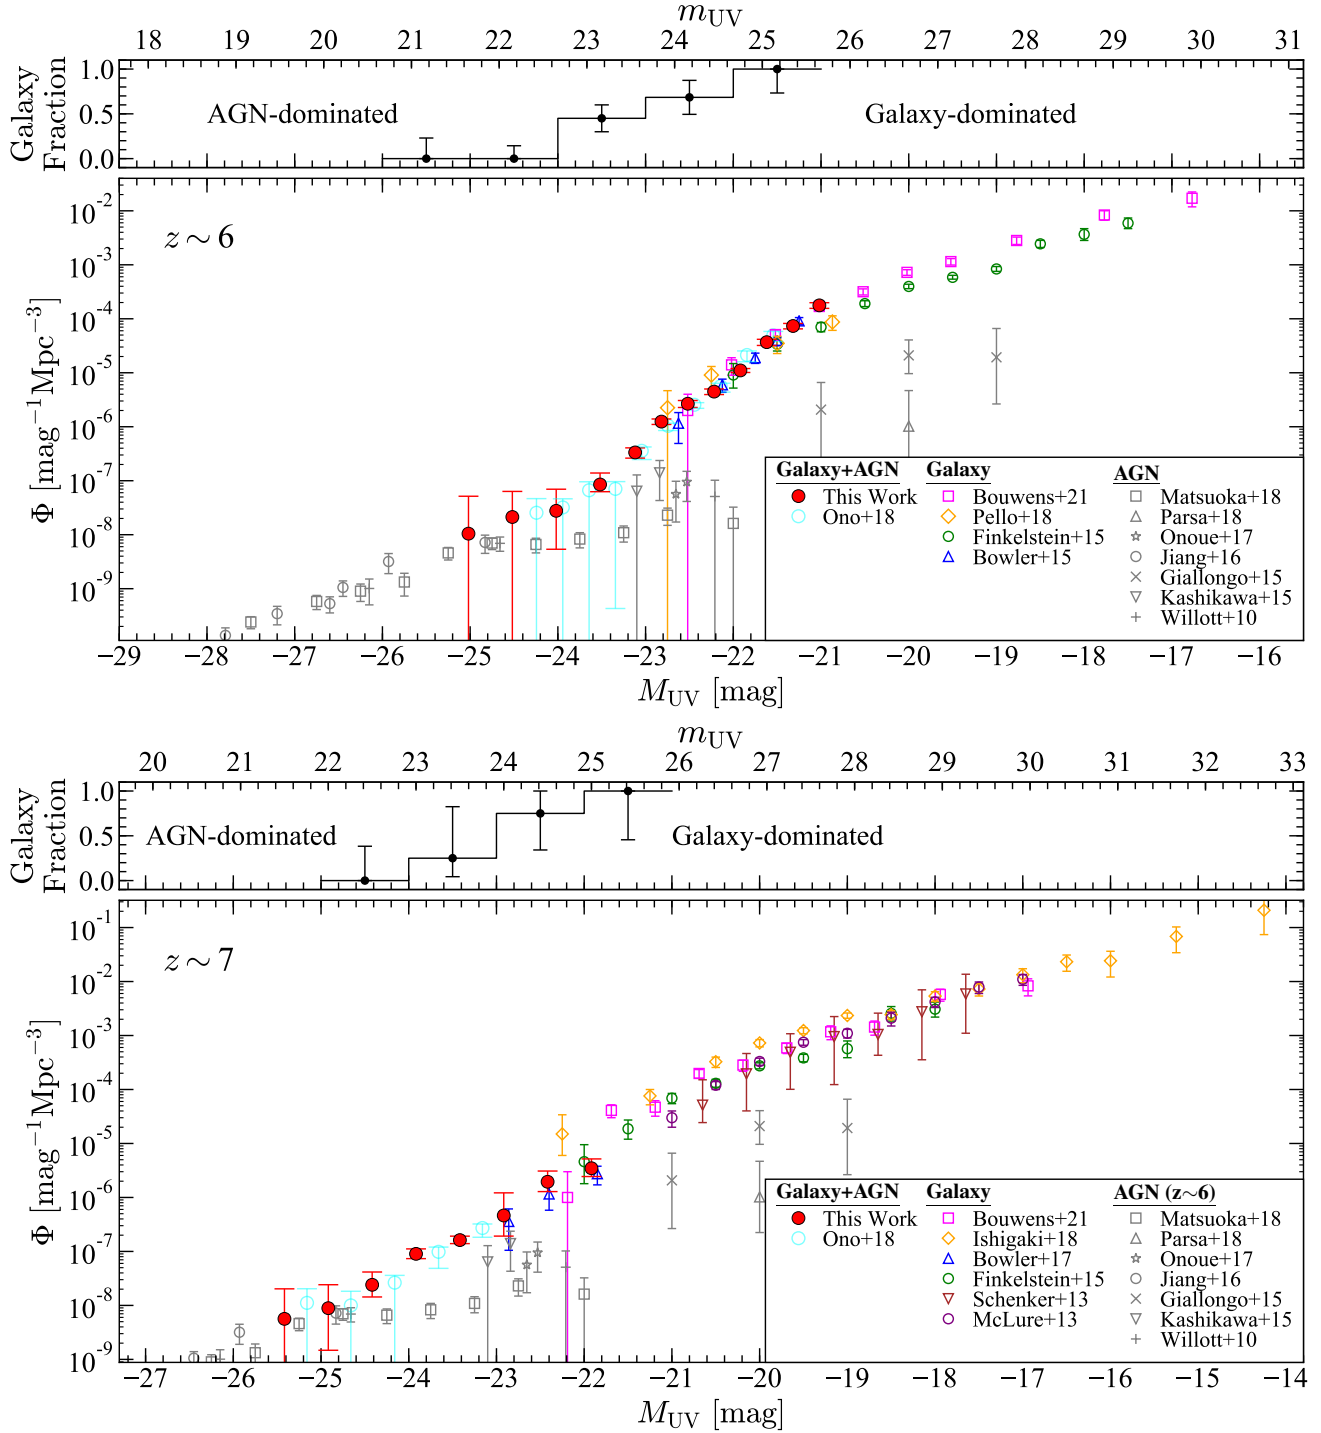 m_UV
18 19 20 21 22 23 24 25 26 27 28 29 30 31
Galaxy Fraction
1.0
0.5
0.0
AGN-dominated
Galaxy-dominated
z ~ 6
Φ [mag⁻¹Mpc⁻³]
10⁻²
10⁻³
10⁻⁴
10⁻⁵
10⁻⁶
10⁻⁷
10⁻⁸
10⁻⁹
Galaxy+AGN
This Work
Ono+18
Galaxy
Bouwens+21
Pello+18
Finkelstein+15
Bowler+15
AGN
Matsuoka+18
Parsa+18
Onoue+17
Jiang+16
Giallongo+15
Kashikawa+15
Willott+10
−29 −28 −27 −26 −25 −24 −23 −22 −21 −20 −19 −18 −17 −16
M_UV [mag]
m_UV
20 21 22 23 24 25 26 27 28 29 30 31 32 33
Galaxy Fraction
1.0
0.5
0.0
AGN-dominated
Galaxy-dominated
z ~ 7
Φ [mag⁻¹Mpc⁻³]
10⁻¹
10⁻²
10⁻³
10⁻⁴
10⁻⁵
10⁻⁶
10⁻⁷
10⁻⁸
10⁻⁹
Galaxy+AGN
This Work
Ono+18
Galaxy
Bouwens+21
Ishigaki+18
Bowler+17
Finkelstein+15
Schenker+13
McLure+13
AGN (z~6)
Matsuoka+18
Parsa+18
Onoue+17
Jiang+16
Giallongo+15
Kashikawa+15
Willott+10
−27 −26 −25 −24 −23 −22 −21 −20 −19 −18 −17 −16 −15 −14
M_UV [mag]